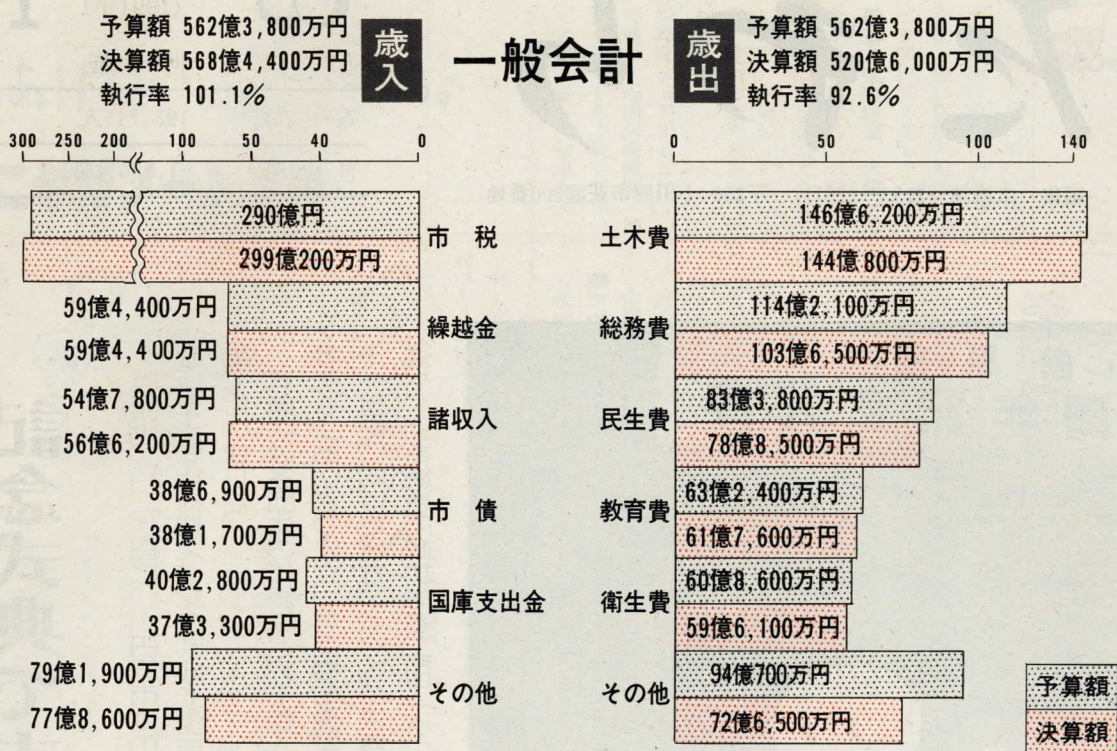 一般会計
歳入
予算額 562億3,800万円
決算額 568億4,400万円
執行率 101.1%
300 250 200 100 50 40 0
市税
290億円
299億200万円
繰越金
59億4,400万円
59億4,400万円
諸収入
54億7,800万円
56億6,200万円
市債
38億6,900万円
38億1,700万円
国庫支出金
40億2,800万円
37億3,300万円
その他
79億1,900万円
77億8,600万円
歳出
予算額 562億3,800万円
決算額 520億6,000万円
執行率 92.6%
0 50 100 140
土木費
146億6,200万円
144億800万円
総務費
114億2,100万円
103億6,500万円
民生費
83億3,800万円
78億8,500万円
教育費
63億2,400万円
61億7,600万円
衛生費
60億8,600万円
59億6,100万円
その他
94億700万円
72億6,500万円
予算額
決算額